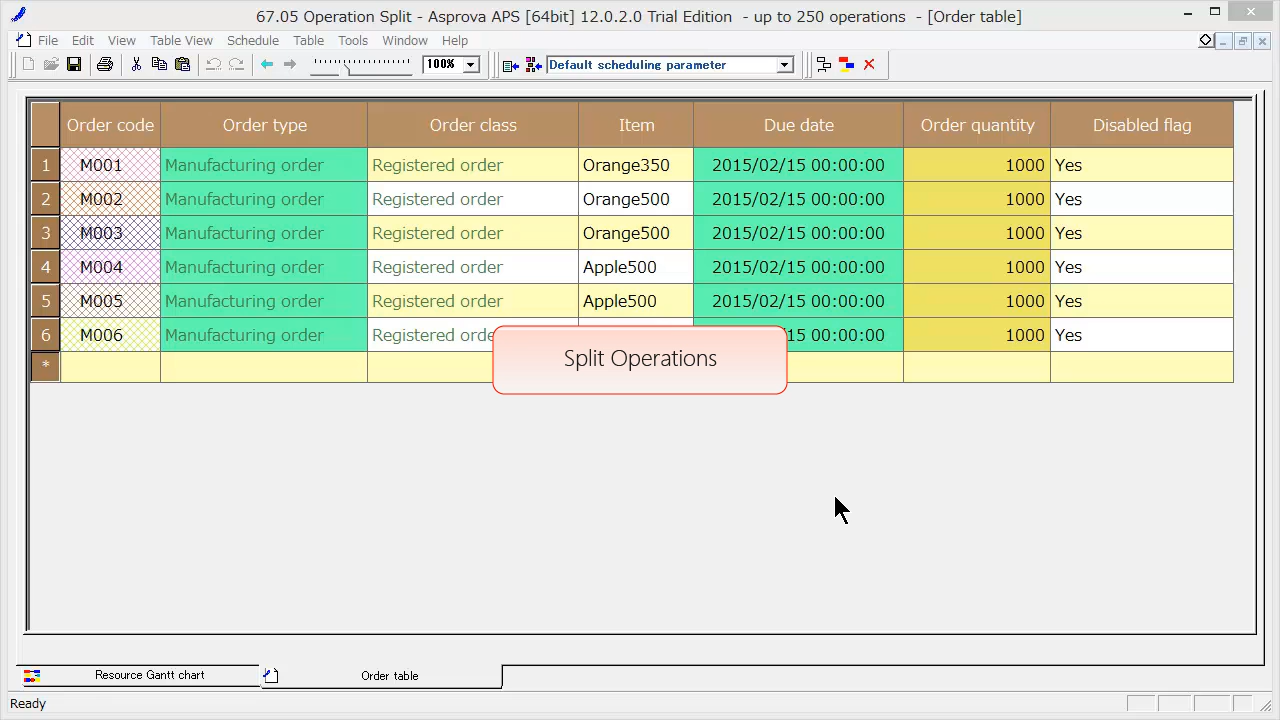 67.05 Operation Split - Asprova APS [64bit] 12.0.2.0 Trial Edition - up to 250 operations - [Order table]
File Edit View Table View Schedule Table Tools Window Help
100% Default scheduling parameter
Order code Order type Order class Item Due date Order quantity Disabled flag
1 M001 Manufacturing order Registered order Orange350 2015/02/15 00:00:00 1000 Yes
2 M002 Manufacturing order Registered order Orange500 2015/02/15 00:00:00 1000 Yes
3 M003 Manufacturing order Registered order Orange500 2015/02/15 00:00:00 1000 Yes
4 M004 Manufacturing order Registered order Apple500 2015/02/15 00:00:00 1000 Yes
5 M005 Manufacturing order Registered order Apple500 2015/02/15 00:00:00 1000 Yes
6 M006 Manufacturing order Registered orde 15 00:00:00 1000 Yes
*
Split Operations
Resource Gantt chart Order table
Ready